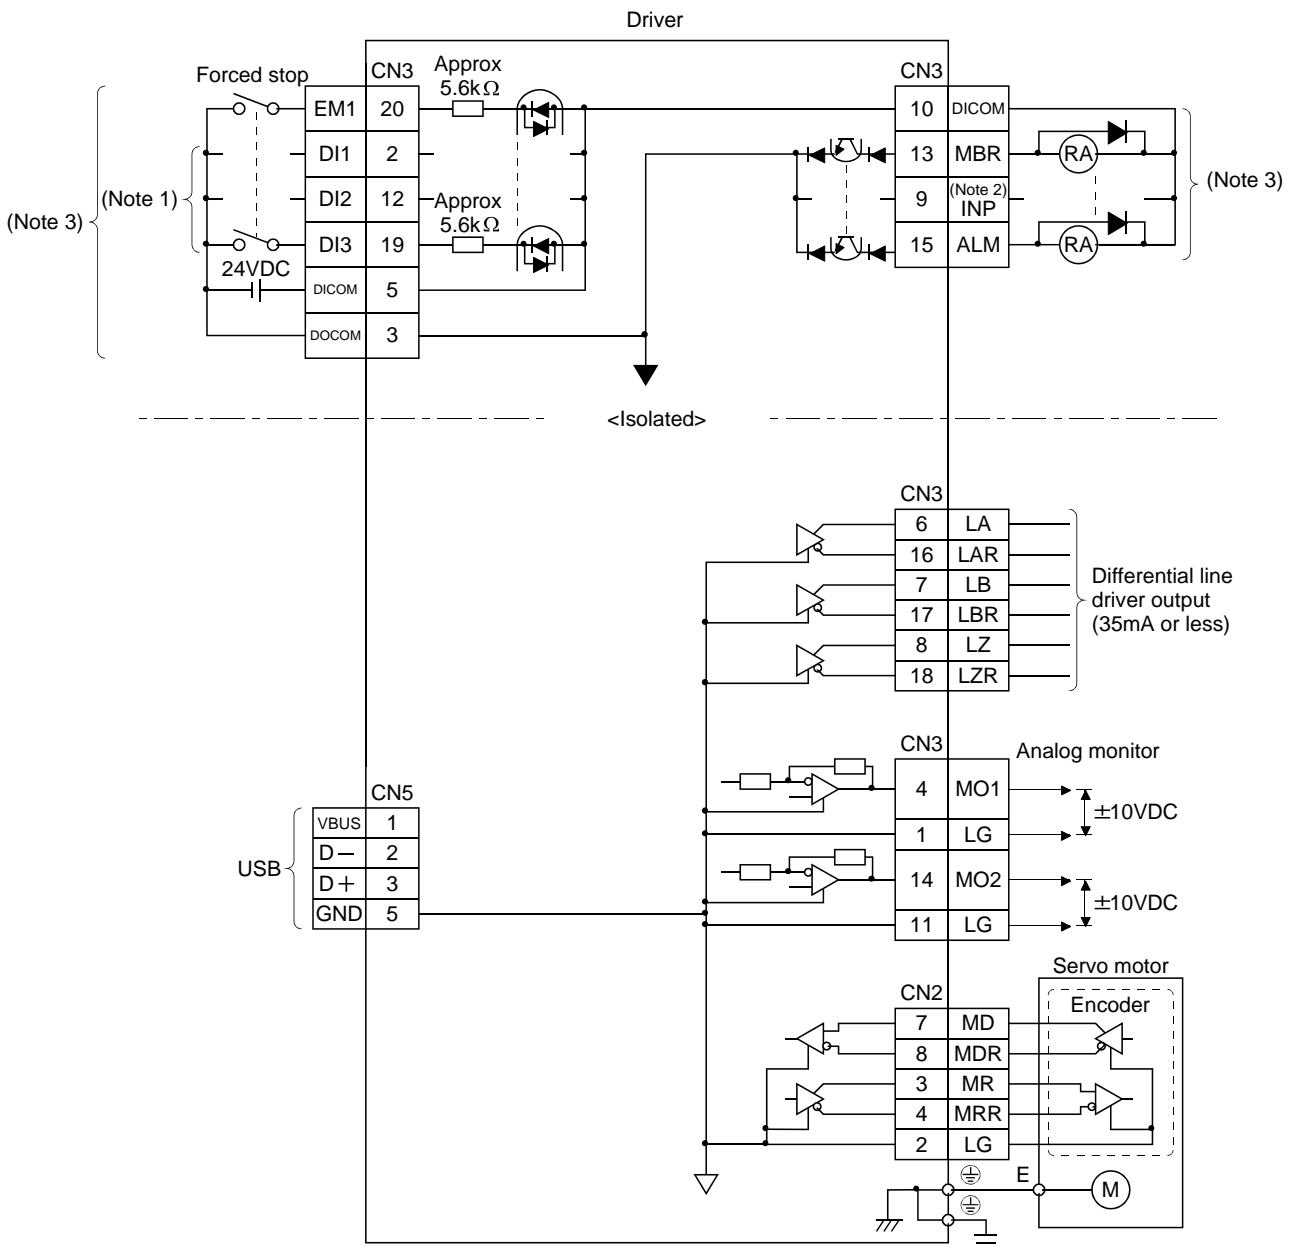 Driver
Forced stop
CN3
Approx
5.6kΩ
CN3
EM1 20
10 DICOM
DI1 2
13 MBR
RA
(Note 1)
(Note 3)
DI2 12
Approx
5.6kΩ
9 (Note 2)
INP
(Note 3)
DI3 19
15 ALM
RA
24VDC
DICOM 5
DOCOM 3
<Isolated>
CN3
6 LA
16 LAR
7 LB
17 LBR
8 LZ
18 LZR
Differential line
driver output
(35mA or less)
CN3
Analog monitor
4 MO1
±10VDC
1 LG
14 MO2
±10VDC
11 LG
CN5
USB
VBUS 1
D− 2
D+ 3
GND 5
Servo motor
CN2
Encoder
7 MD
8 MDR
3 MR
4 MRR
2 LG
E
M